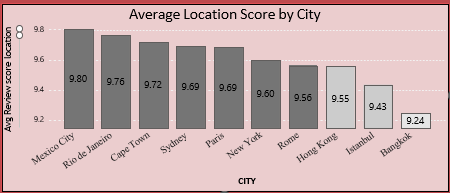 Average Location Score by City
Avg Review score location
9.8
9.6
9.4
9.2
9.80
9.76
9.72
9.69
9.69
9.60
9.56
9.55
9.43
9.24
Mexico City
Rio de Janeiro
Cape Town
Sydney
Paris
New York
Rome
Hong Kong
Istanbul
Bangkok
CITY